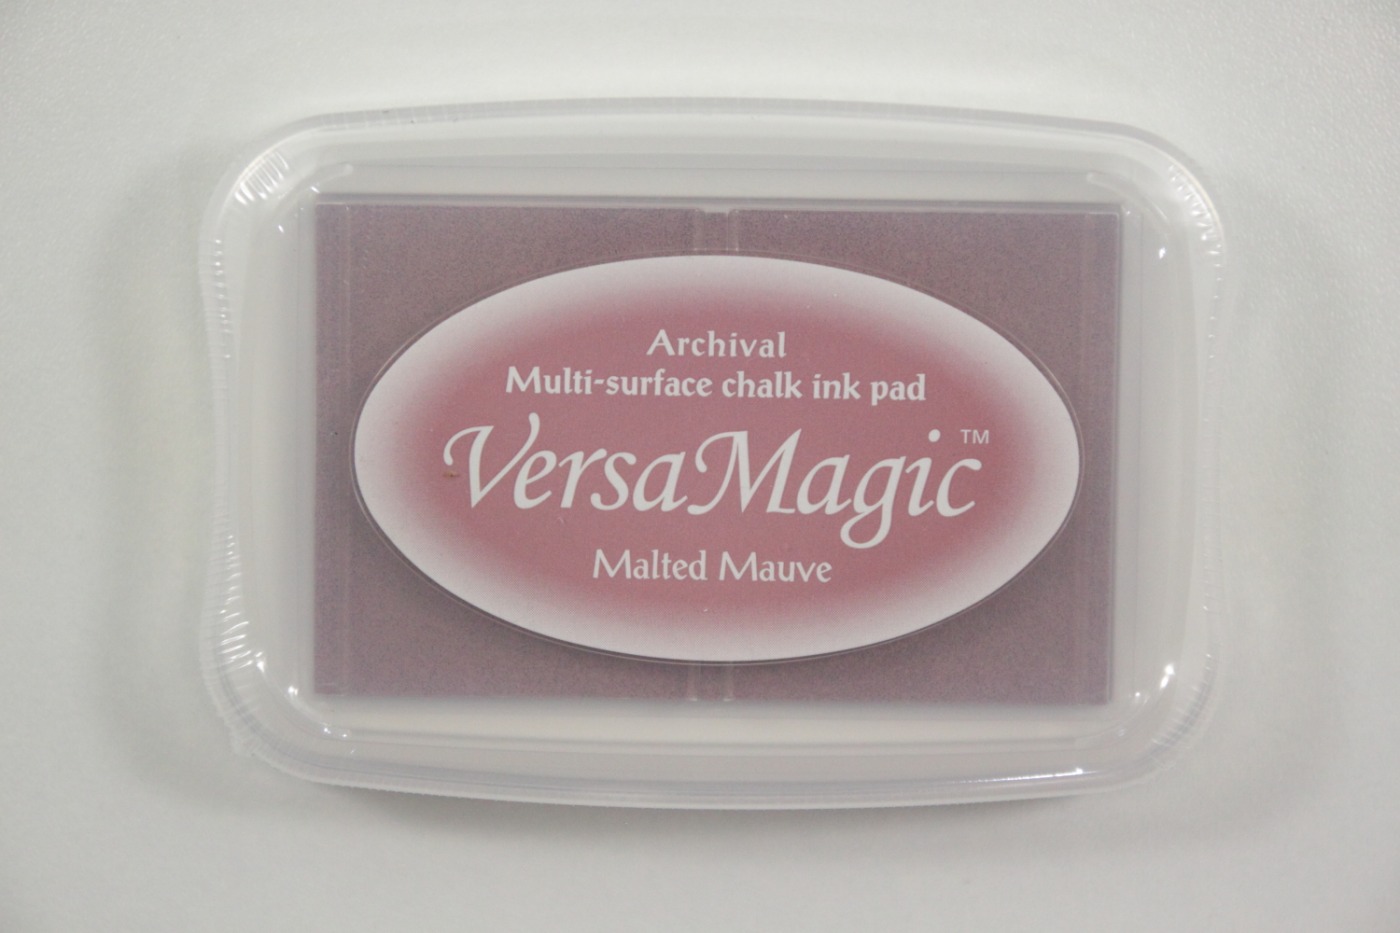 Archival
Multi-surface chalk ink pad
VersaMagic™
Malted Mauve